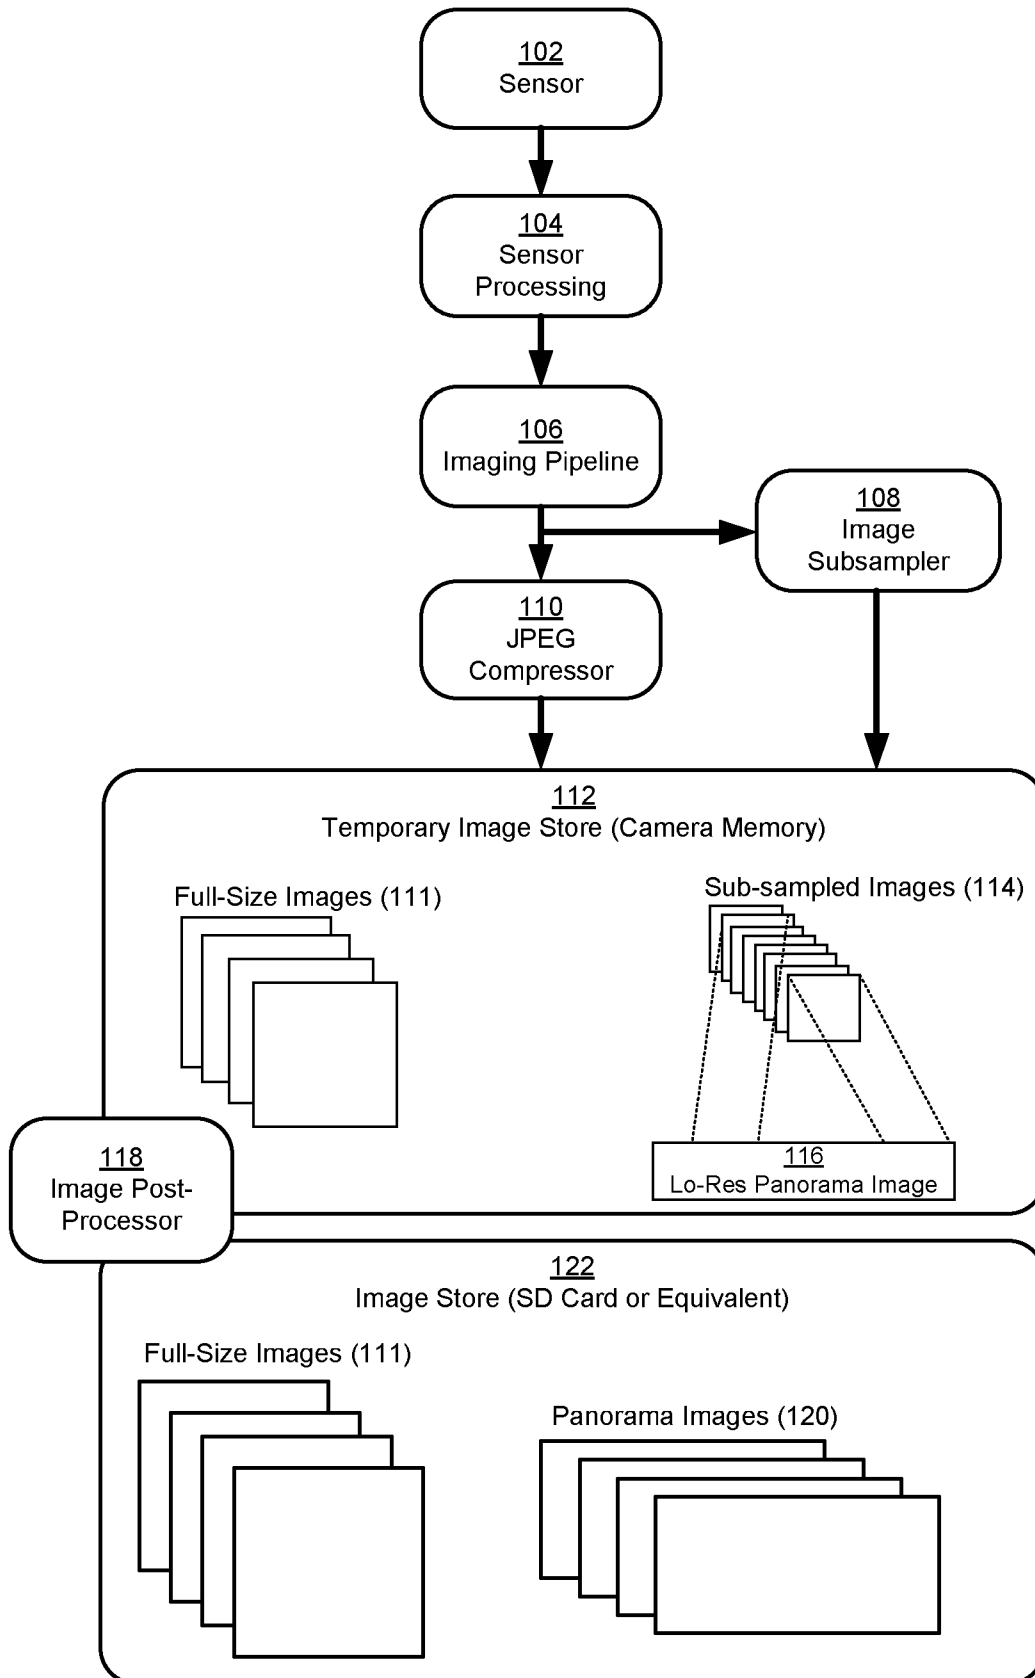 102
Sensor
104
Sensor
Processing
106
Imaging Pipeline
108
Image
Subsampler
110
JPEG
Compressor
112
Temporary Image Store (Camera Memory)
Full-Size Images (111)
Sub-sampled Images (114)
116
Lo-Res Panorama Image
118
Image Post-
Processor
122
Image Store (SD Card or Equivalent)
Full-Size Images (111)
Panorama Images (120)